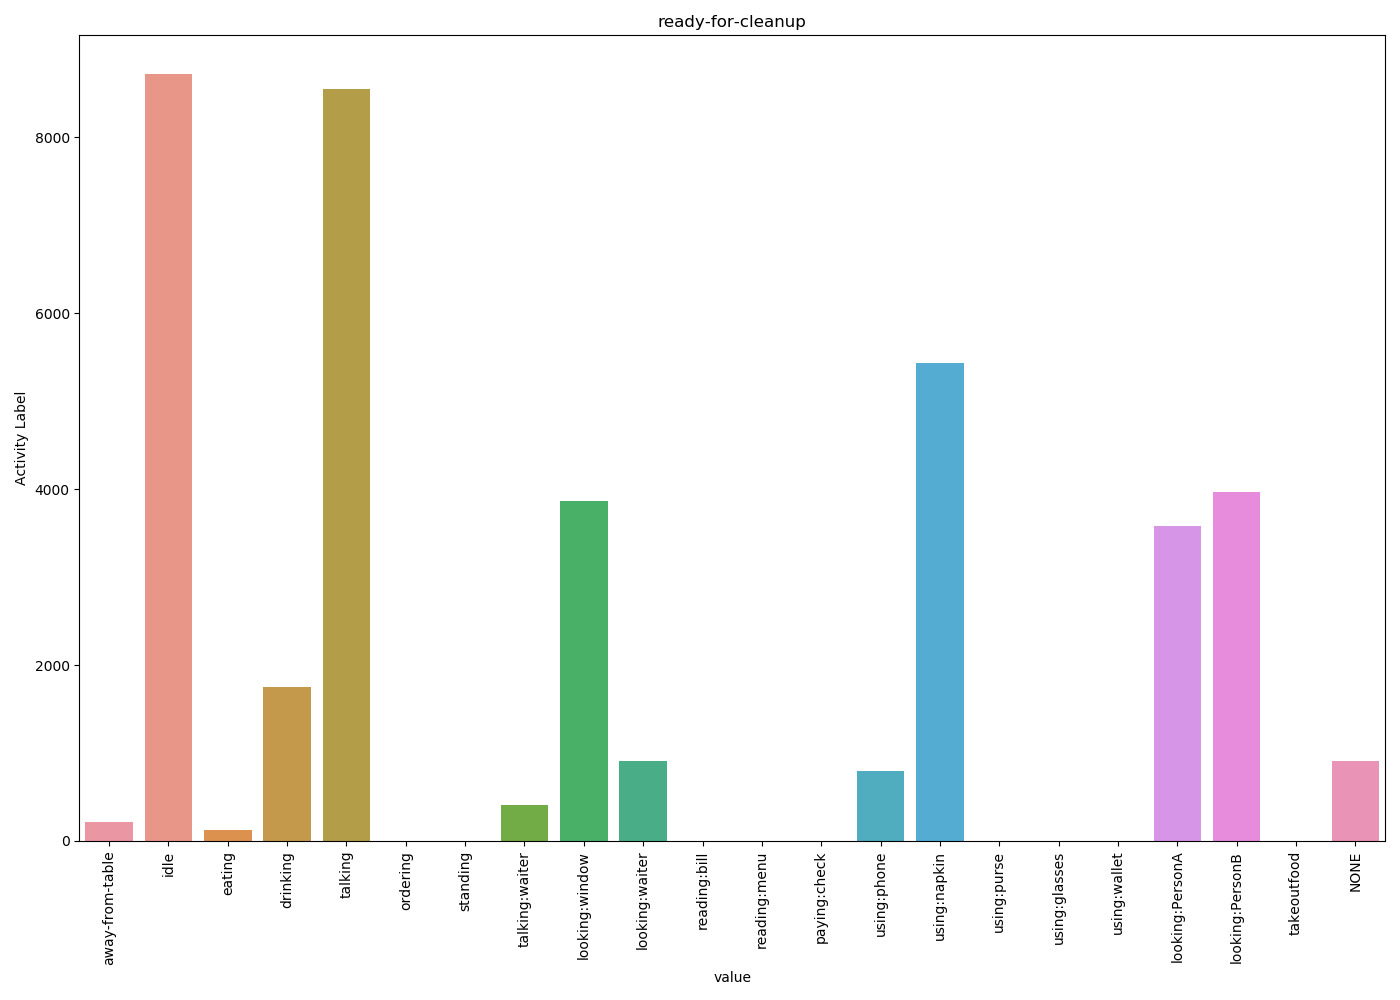 ready-for-cleanup
8000
6000
4000
2000
0
Activity Label
away-from-table
idle
eating
drinking
talking
ordering
standing
talking:waiter
looking:window
looking:waiter
reading:bill
reading:menu
paying:check
using:phone
using:napkin
using:purse
using:glasses
using:wallet
looking:PersonA
looking:PersonB
takeoutfood
NONE
value